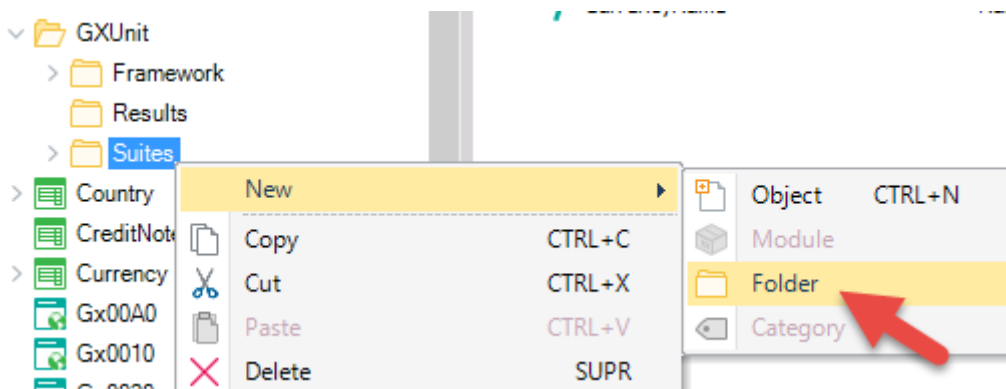 GXUnit
Framework
Results
Suites
Country
CreditNote
Currency
Gx00A0
Gx0010
New
Copy CTRL+C
Cut CTRL+X
Paste CTRL+V
Delete SUPR
Object CTRL+N
Module
Folder
Category